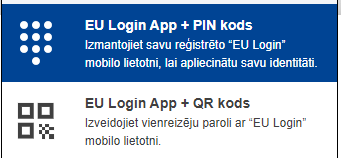 EU Login App + PIN kods
Izmantojiet savu reģistrēto “EU Login”
mobilo lietotni, lai apliecinātu savu identitāti.
EU Login App + QR kods
Izveidojiet vienreizēju paroli ar “EU Login”
mobilo lietotni.